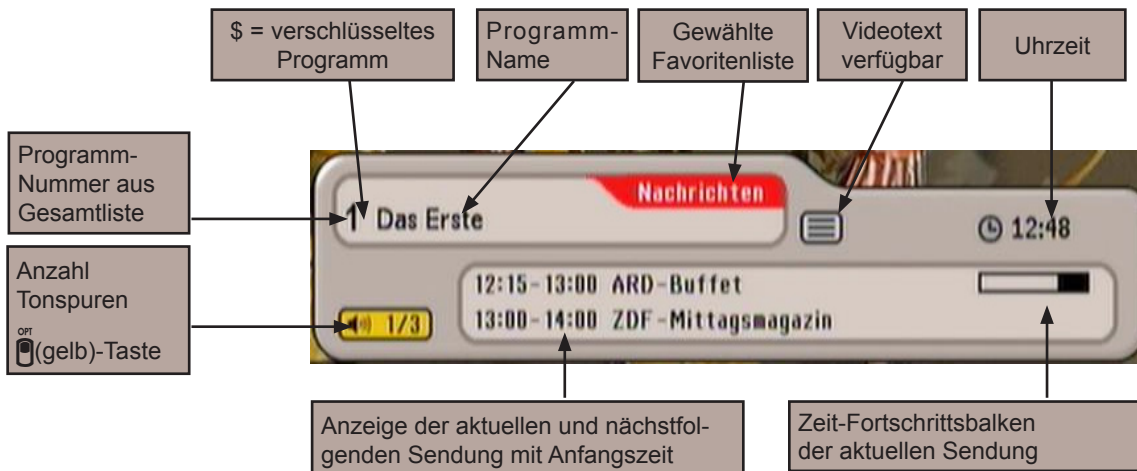 $ = verschlüsseltes
Programm
Programm-
Name
Gewählte
Favoritenliste
Videotext
verfügbar
Uhrzeit
Programm-
Nummer aus
Gesamtliste
Nachrichten
1 Das Erste
12:48
Anzahl
Tonspuren
OPT
(gelb)-Taste
12:15-13:00 ARD-Buffet
1/3
13:00-14:00 ZDF-Mittagsmagazin
Anzeige der aktuellen und nächstfol-
genden Sendung mit Anfangszeit
Zeit-Fortschrittsbalken
der aktuellen Sendung